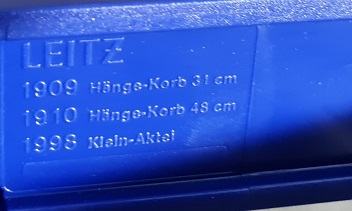 LEITZ
1909 Hänge-Korb 31 cm
1910 Hänge-Korb 48 cm
1998 Klein-Aktei